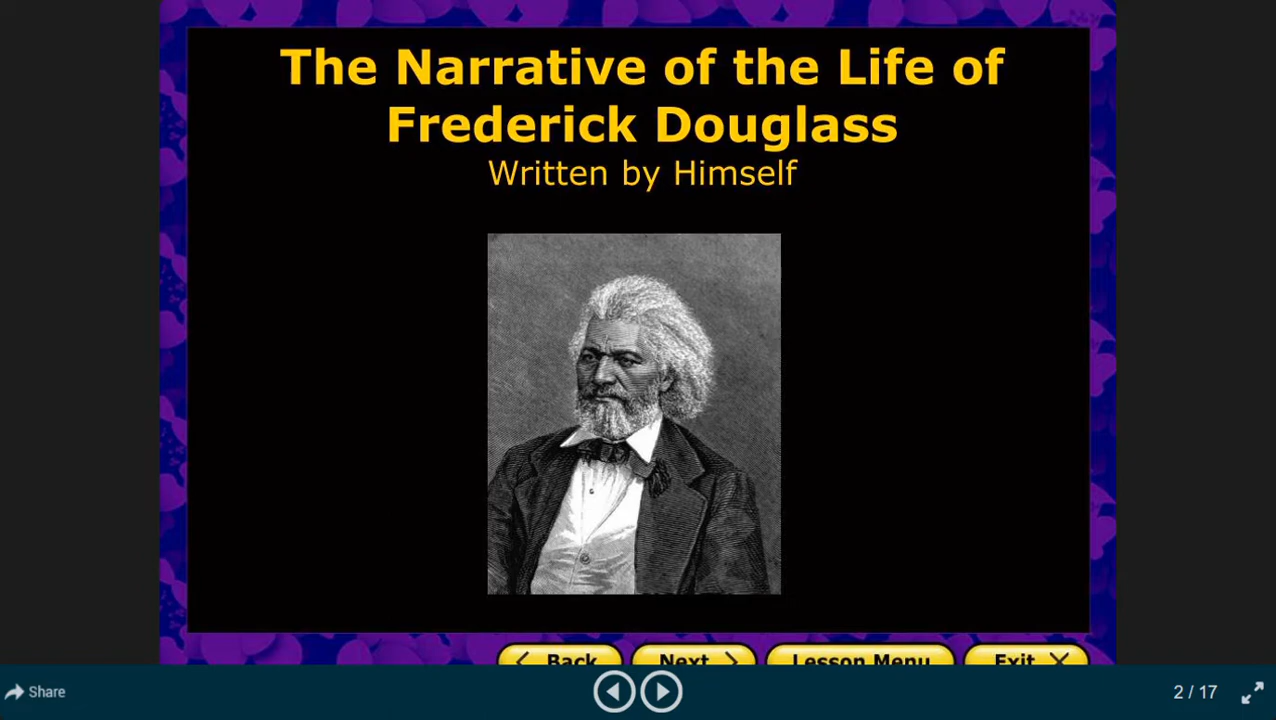 The Narrative of the Life of
Frederick Douglass
Written by Himself
Back
Next
Lesson Menu
Exit
Share
2 / 17